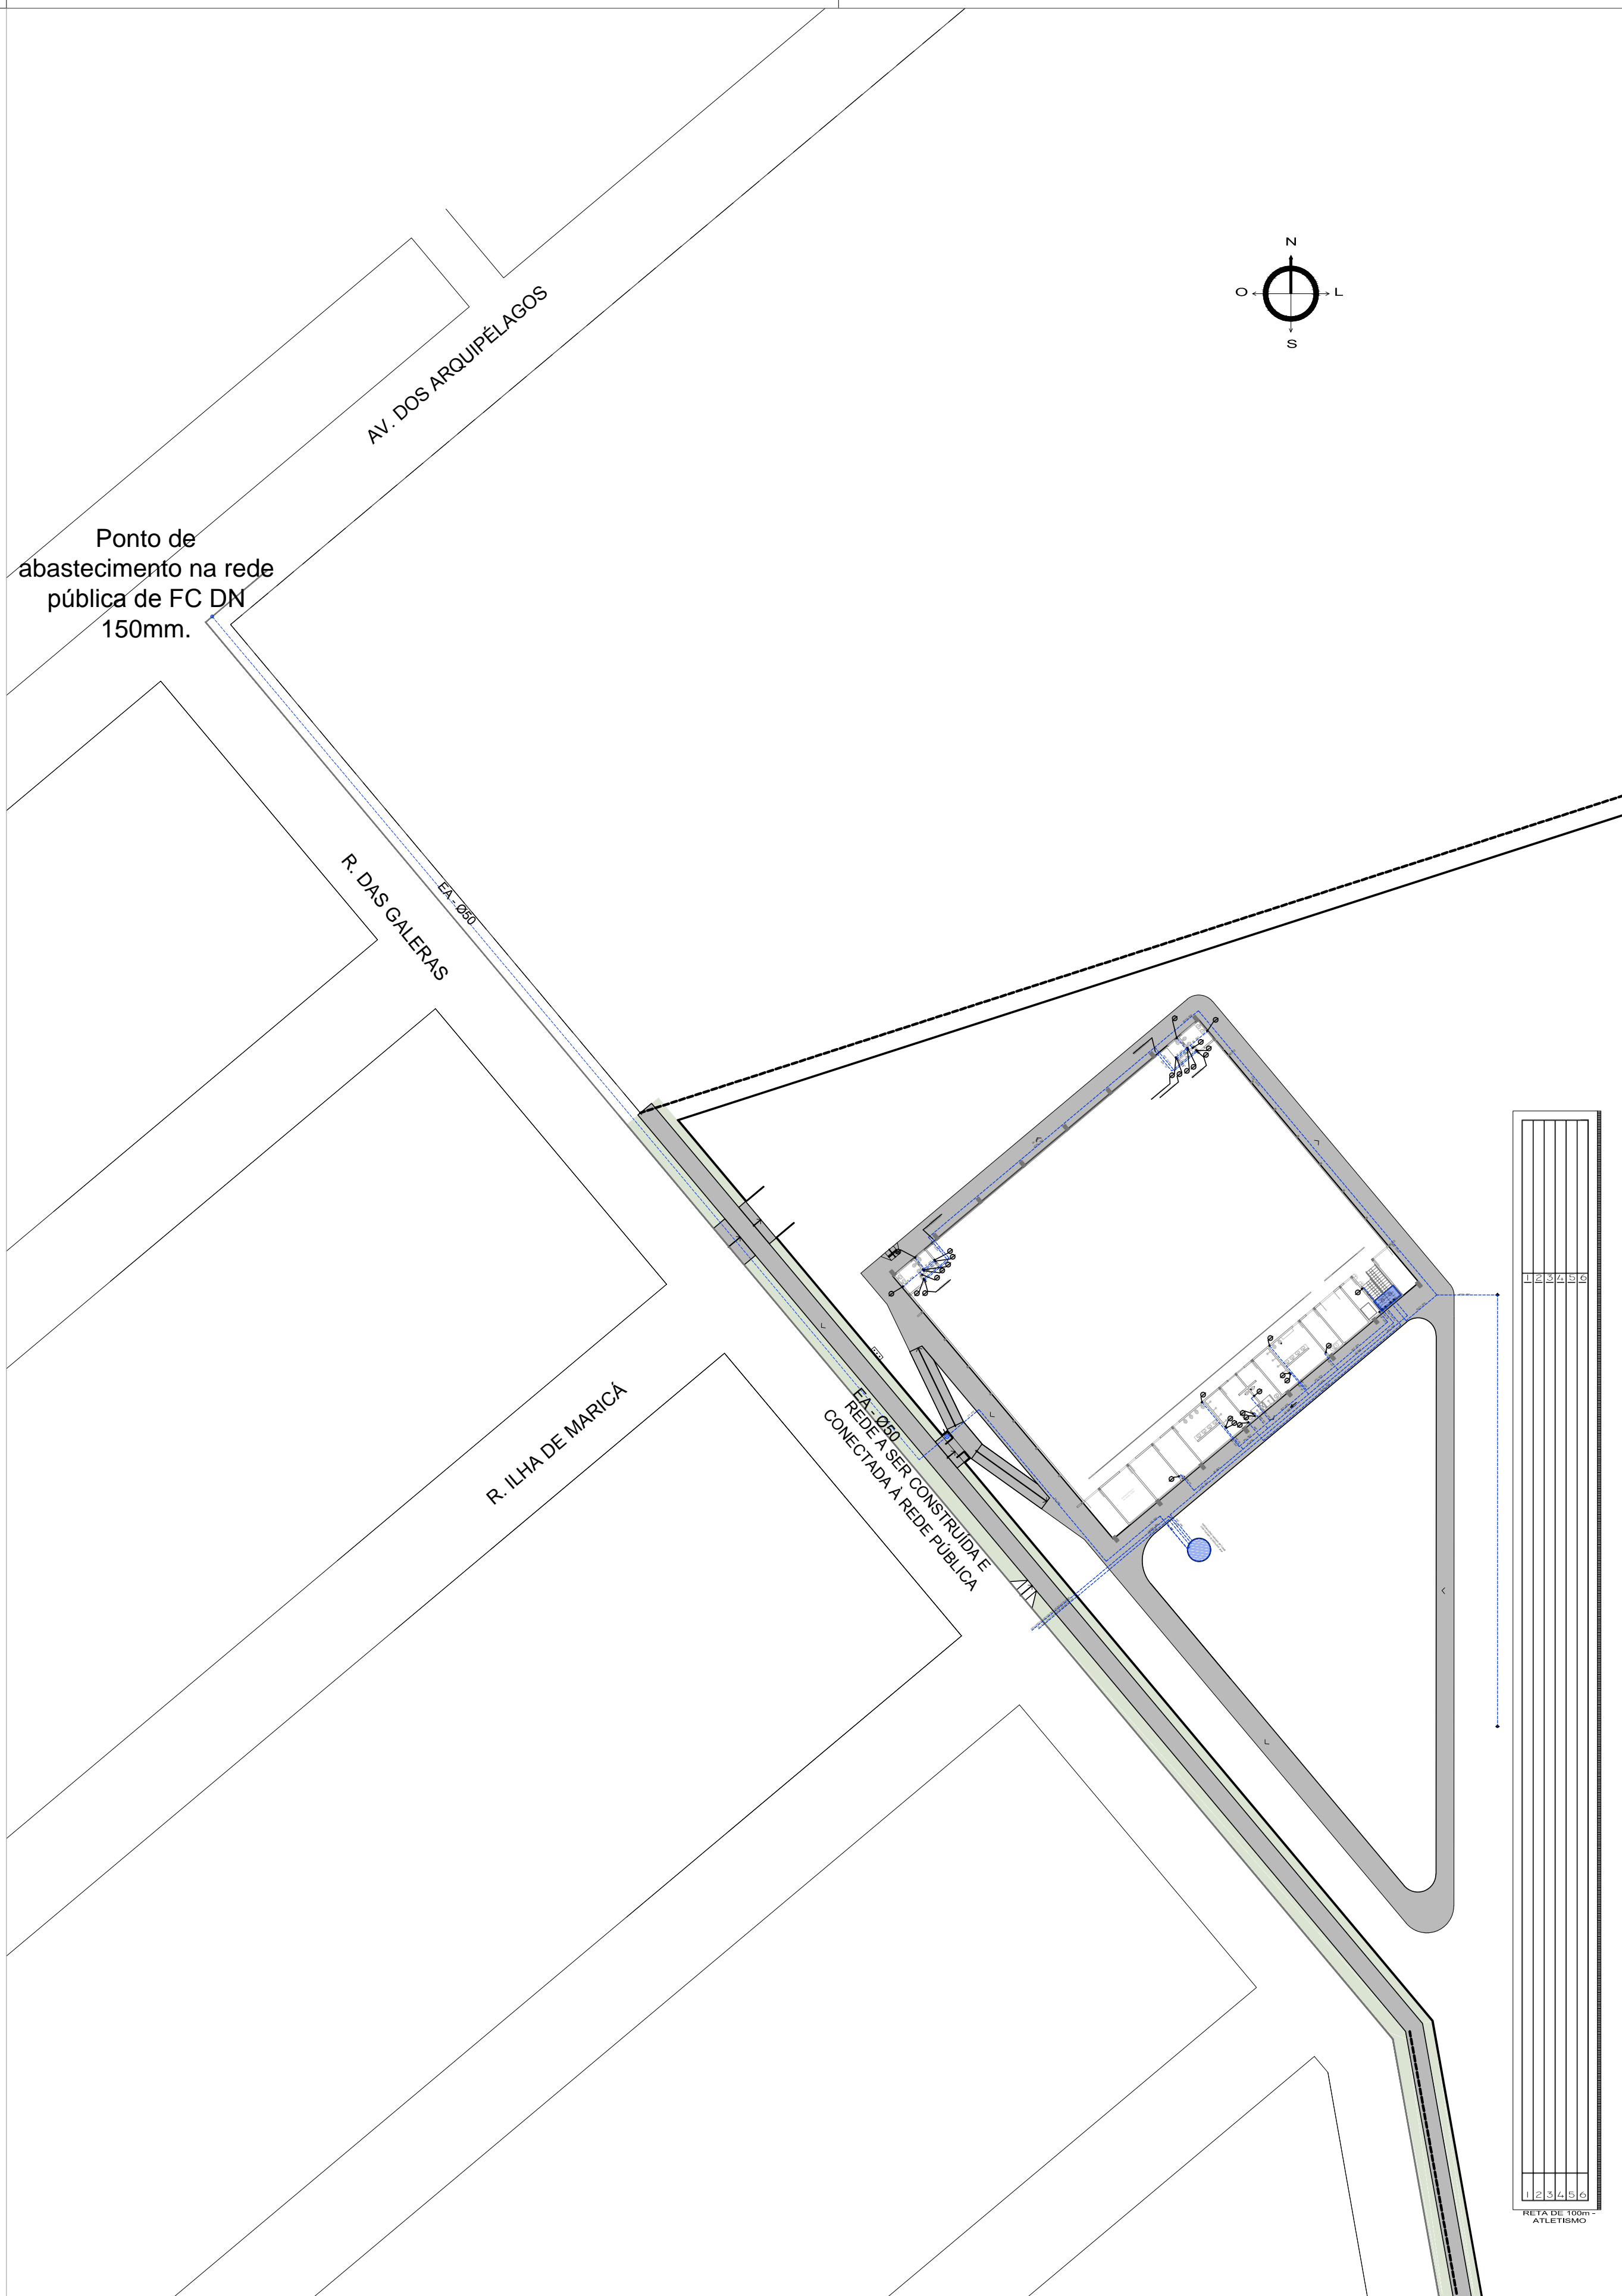 N
O
L
S
AV. DOS ARQUIPÉLAGOS
Ponto de
abastecimento na rede
pública de FC DN
150mm.
R. DAS GALERAS
EA - Ø50
R. ILHA DE MARICÁ
EA - Ø50
REDE A SER CONSTRUÍDA E
CONECTADA À REDE PÚBLICA
1 2 3 4 5 6
1 2 3 4 5 6
RETA DE 100m -
ATLETISMO